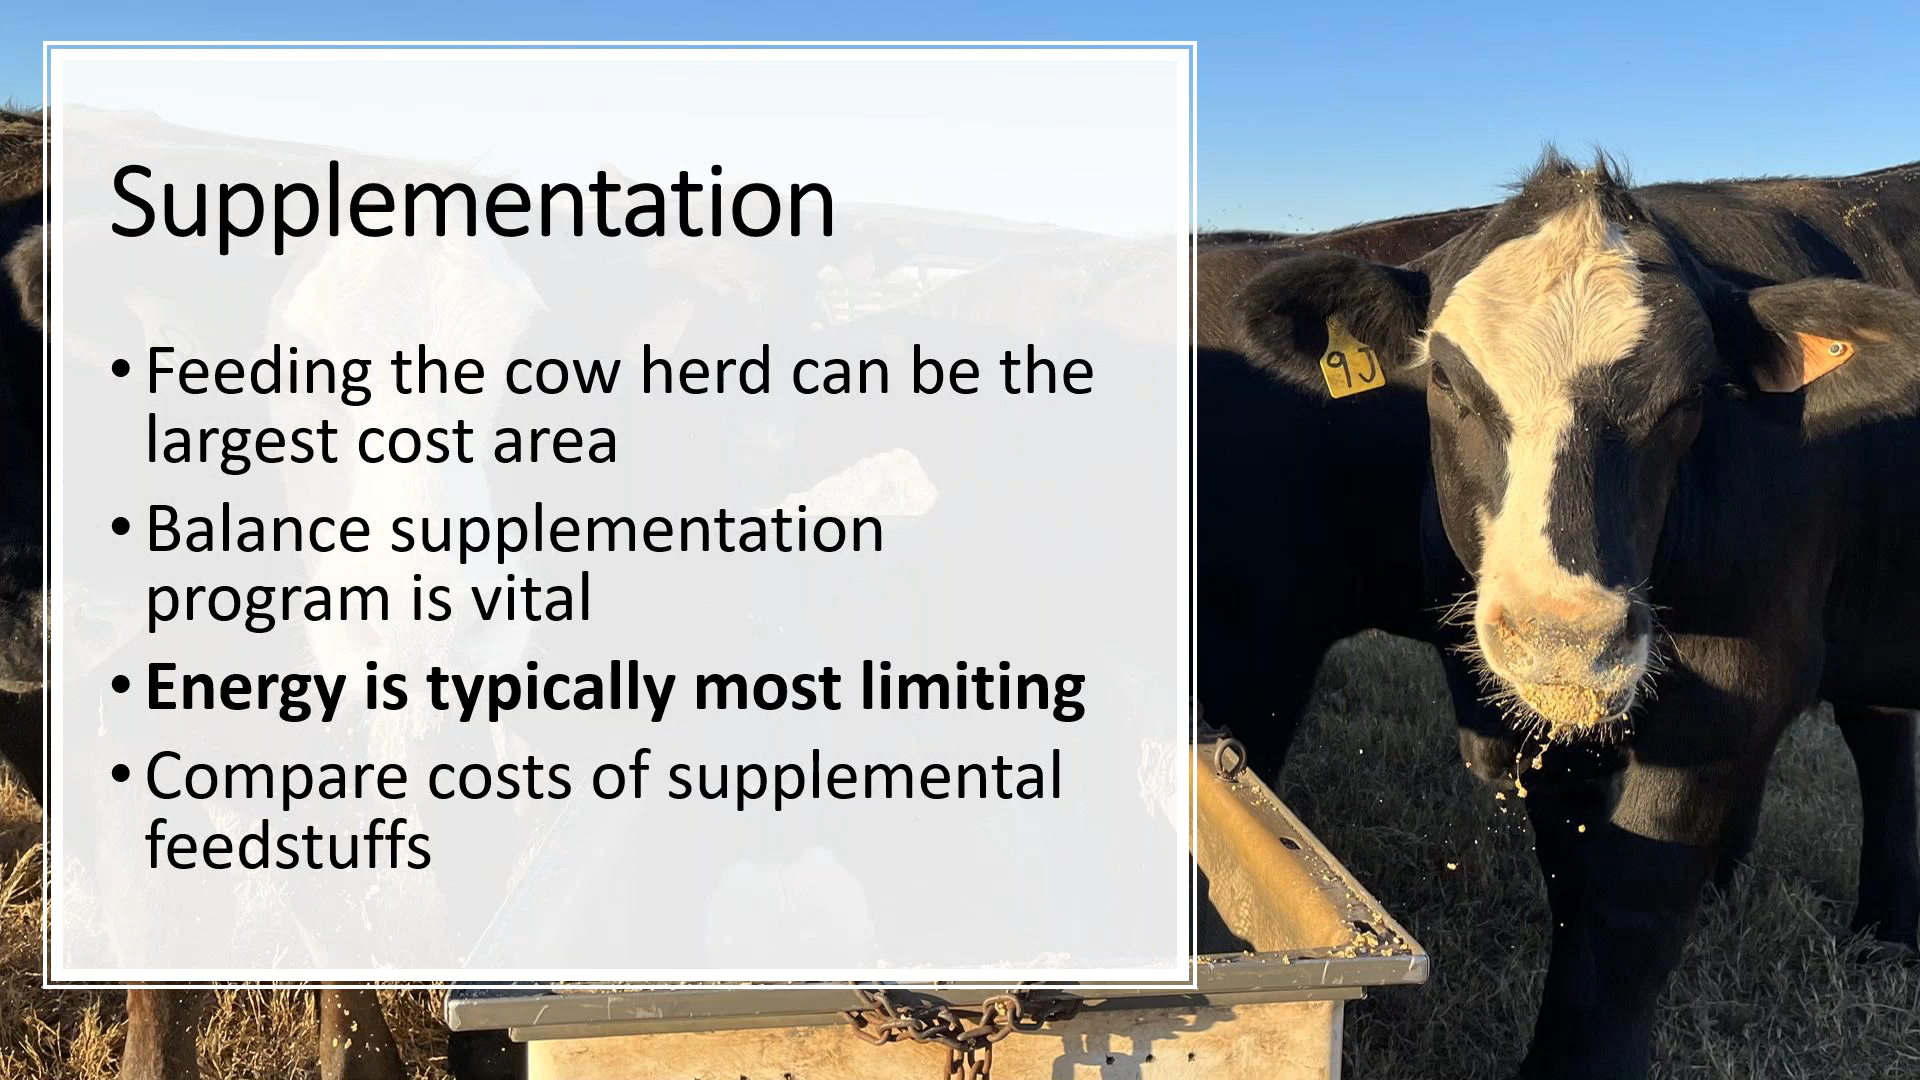 Supplementation
• Feeding the cow herd can be the
largest cost area
• Balance supplementation
program is vital
• Energy is typically most limiting
• Compare costs of supplemental
feedstuffs
9J